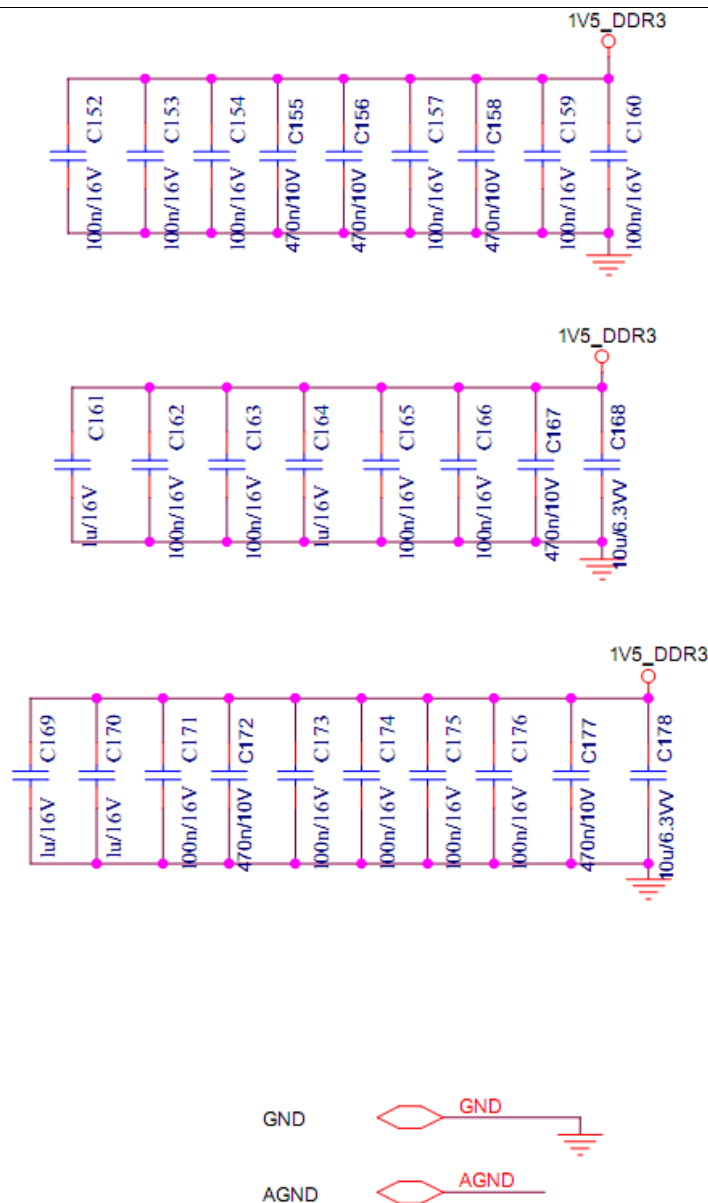 1V5_DDR3
C152
C153
C154
C155
C156
C157
C158
C159
C160
100n/16V
100n/16V
100n/16V
470n/10V
470n/10V
100n/16V
470n/10V
100n/16V
100n/16V
1V5_DDR3
C161
C162
C163
C164
C165
C166
C167
C168
1u/16V
100n/16V
100n/16V
1u/16V
100n/16V
100n/16V
470n/10V
10u/6.3VV
1V5_DDR3
C169
C170
C171
C172
C173
C174
C175
C176
C177
C178
1u/16V
1u/16V
100n/16V
470n/10V
100n/16V
100n/16V
100n/16V
100n/16V
470n/10V
10u/6.3VV
GND
GND
AGND
AGND